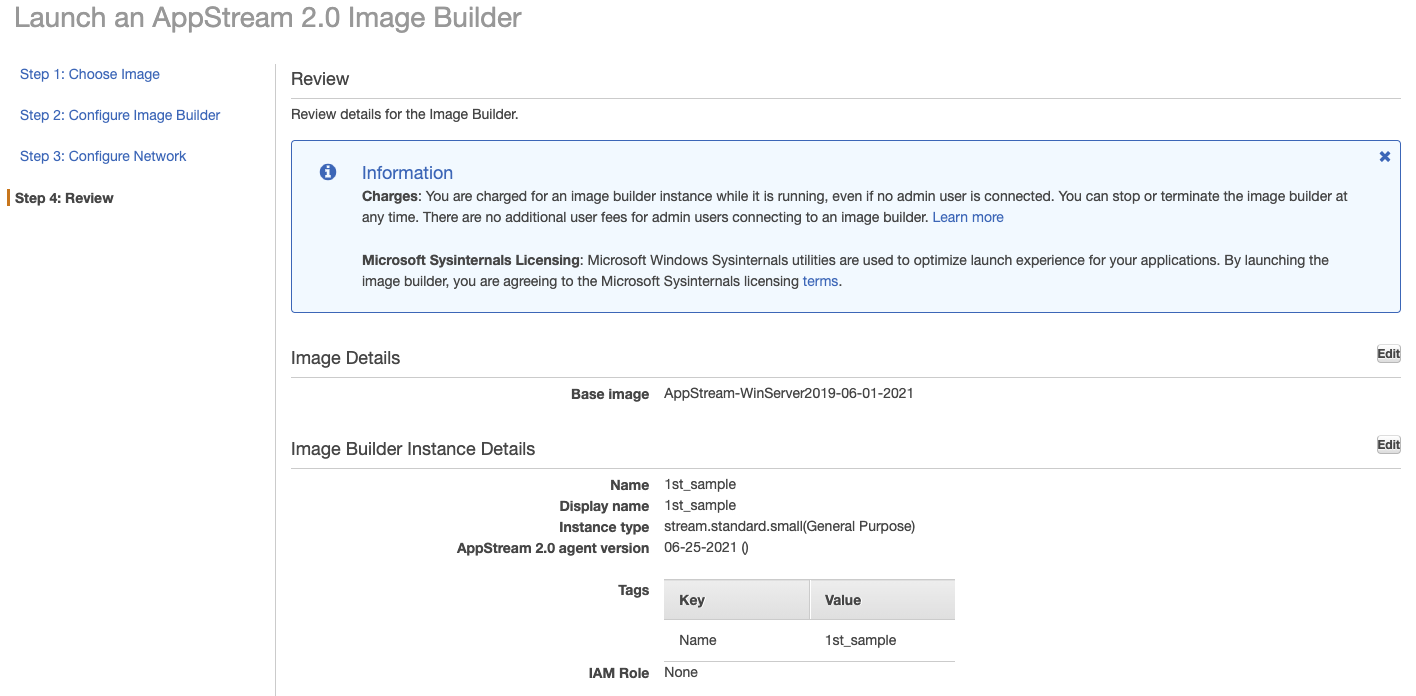 Launch an AppStream 2.0 Image Builder
Step 1: Choose Image
Step 2: Configure Image Builder
Step 3: Configure Network
Step 4: Review
Review
Review details for the Image Builder.
Information
Charges: You are charged for an image builder instance while it is running, even if no admin user is connected. You can stop or terminate the image builder at
any time. There are no additional user fees for admin users connecting to an image builder. Learn more
Microsoft Sysinternals Licensing: Microsoft Windows Sysinternals utilities are used to optimize launch experience for your applications. By launching the
image builder, you are agreeing to the Microsoft Sysinternals licensing terms.
Image Details
Edit
Base image AppStream-WinServer2019-06-01-2021
Image Builder Instance Details
Edit
Name 1st_sample
Display name 1st_sample
Instance type stream.standard.small(General Purpose)
AppStream 2.0 agent version 06-25-2021 ()
Tags
Key Value
Name 1st_sample
IAM Role None